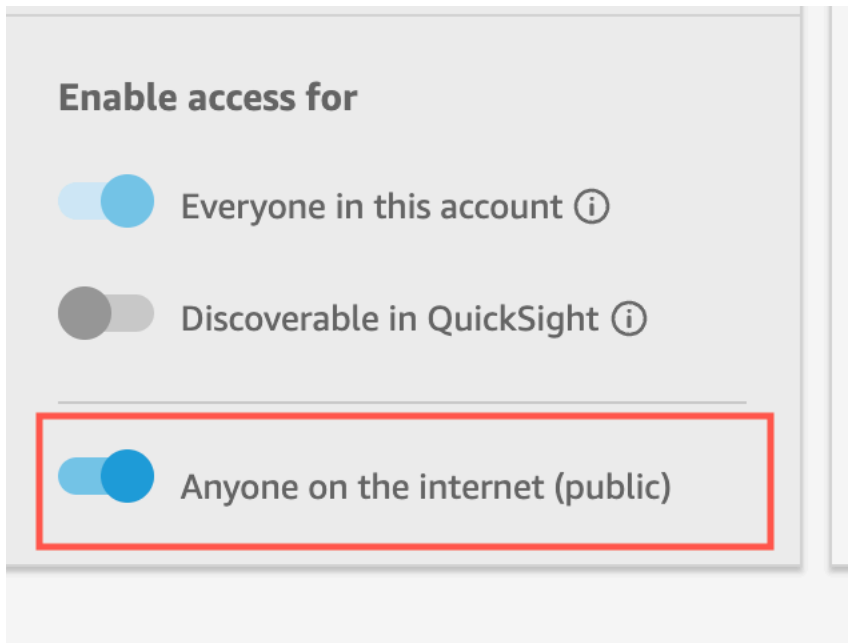 Enable access for
Everyone in this account
Discoverable in QuickSight
Anyone on the internet (public)